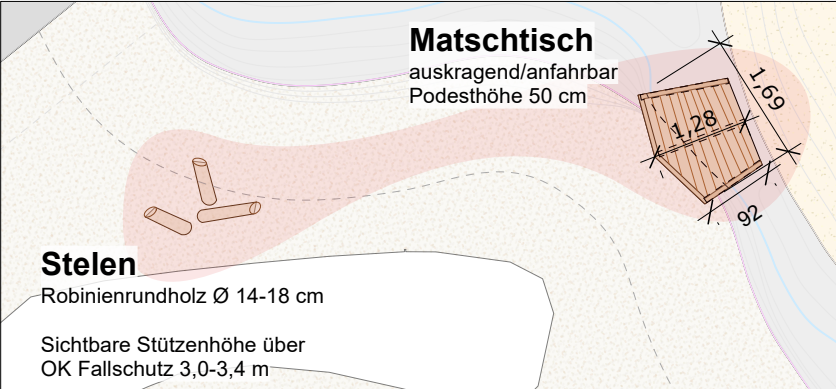 Matschtisch
auskragend/anfahrbar
Podesthöhe 50 cm
1,69
1,28
92
Stelen
Robinienrundholz Ø 14-18 cm
Sichtbare Stützenhöhe über
OK Fallschutz 3,0-3,4 m